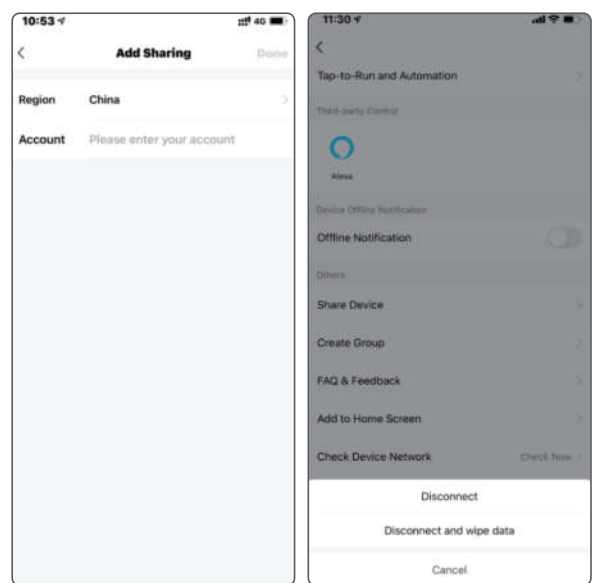 10:53
4G
Add Sharing
Done
Region China
Account Please enter your account
11:30
Tap-to-Run and Automation
Third-party Control
Alexa
Device Offline Notification
Offline Notification
Others
Share Device
Create Group
FAQ & Feedback
Add to Home Screen
Check Device Network Check Now
Disconnect
Disconnect and wipe data
Cancel